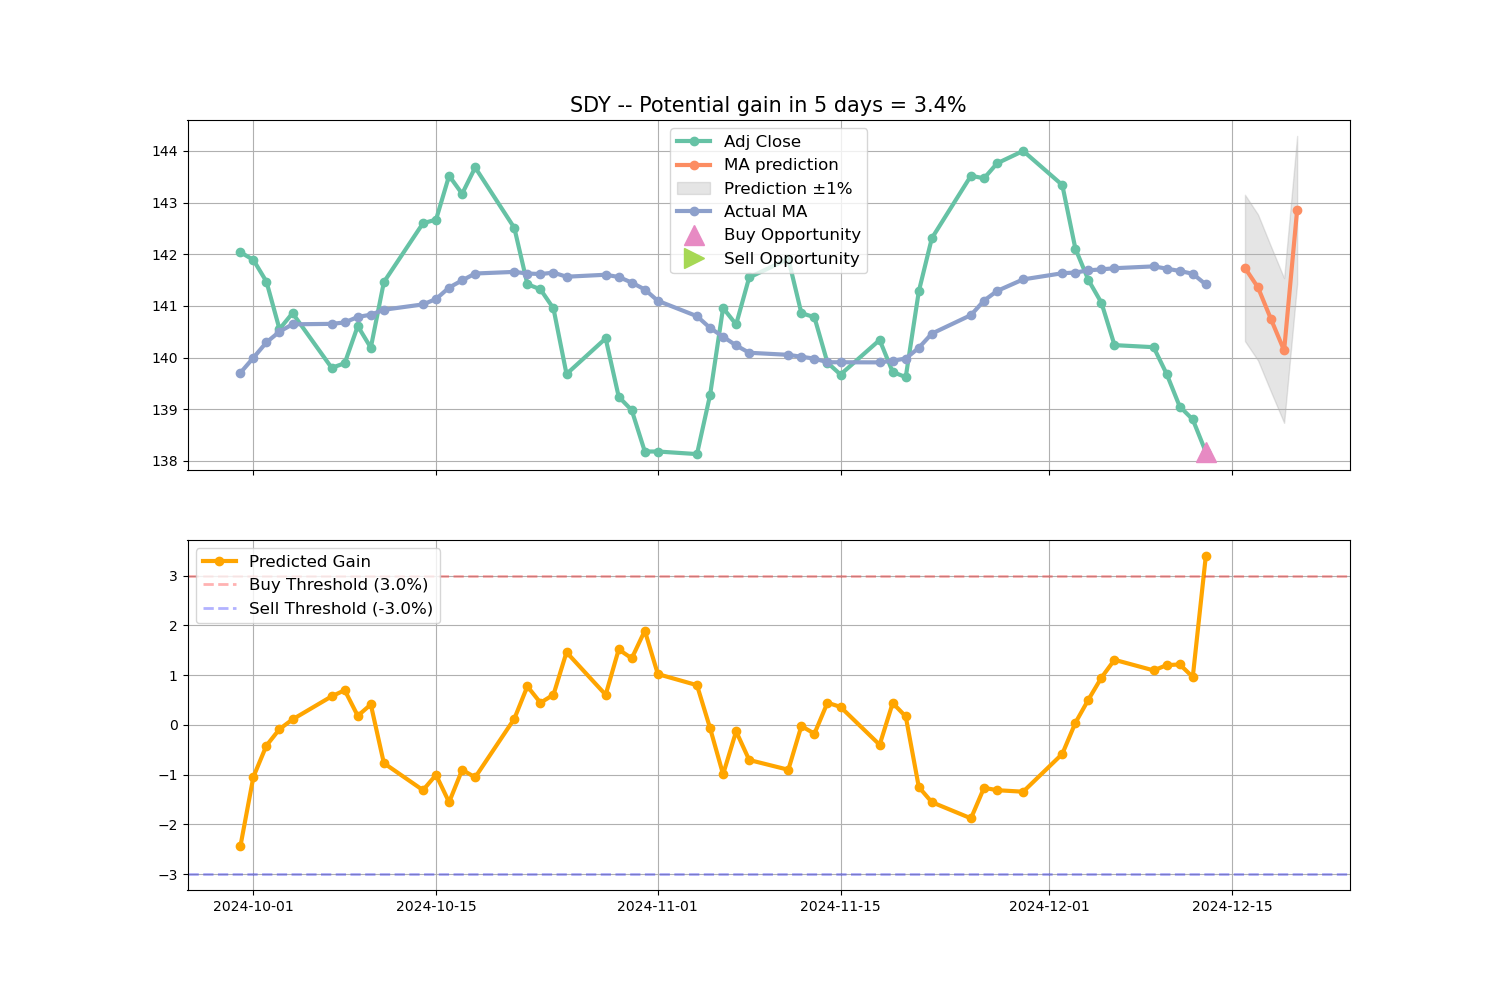 SDY -- Potential gain in 5 days = 3.4%
144
143
142
141
140
139
138
Adj Close
MA prediction
Prediction ±1%
Actual MA
Buy Opportunity
Sell Opportunity
3
2
1
0
−1
−2
−3
Predicted Gain
Buy Threshold (3.0%)
Sell Threshold (-3.0%)
2024-10-01
2024-10-15
2024-11-01
2024-11-15
2024-12-01
2024-12-15